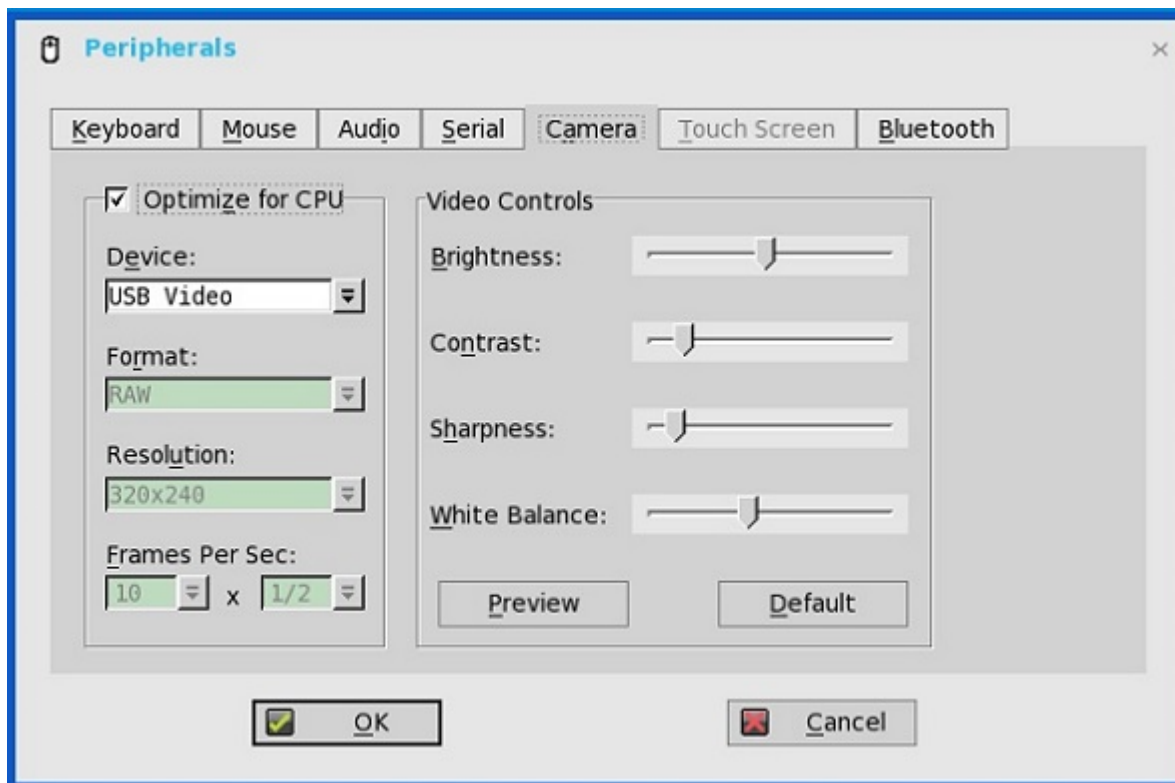 Peripherals
Keyboard Mouse Audio Serial Camera Touch Screen Bluetooth
Optimize for CPU
Device:
USB Video
Format:
RAW
Resolution:
320x240
Frames Per Sec:
10 x 1/2
Video Controls
Brightness:
Contrast:
Sharpness:
White Balance:
Preview Default
OK Cancel